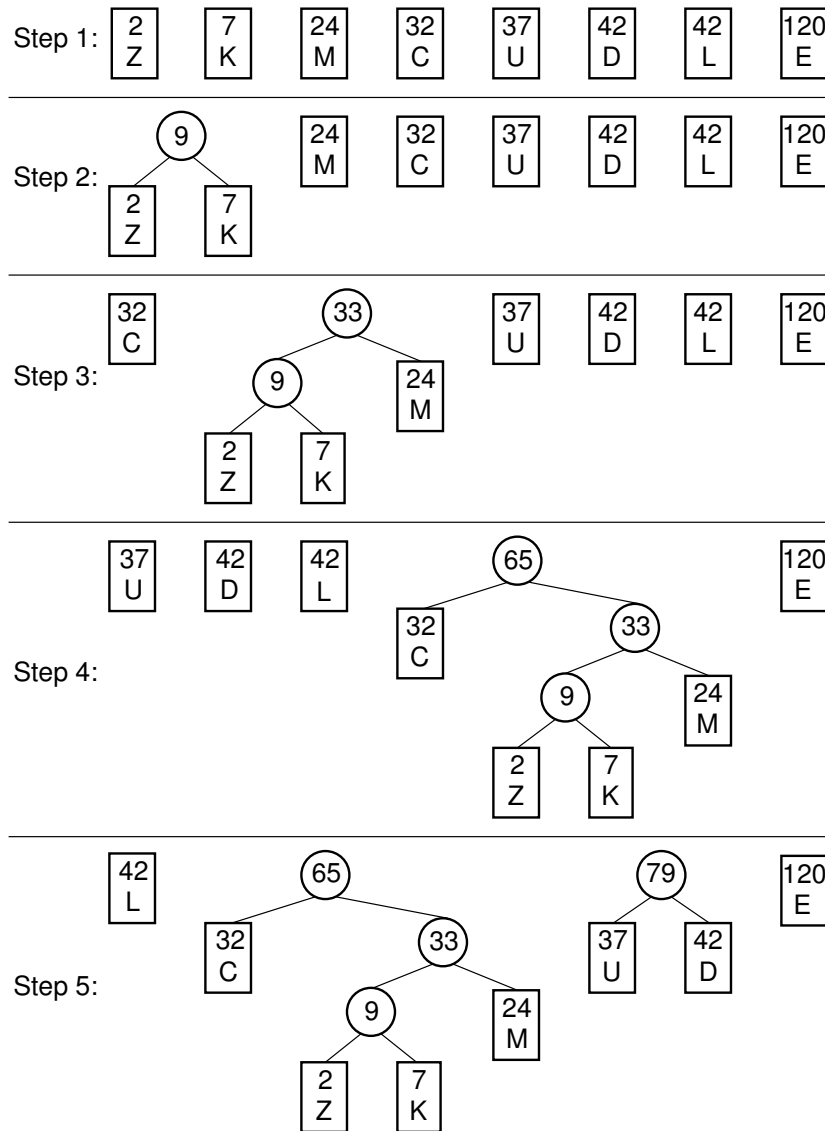 Step 1:
2 7 24 32 37 42 42 120
Z K M C U D L E
Step 2:
9
24 32 37 42 42 120
M C U D L E
2 7
Z K
Step 3:
32 33 37 42 42 120
C U D L E
9 24
M
2 7
Z K
Step 4:
37 42 42 65 120
U D L E
32 33
C
9 24
M
2 7
Z K
Step 5:
42 65 79 120
L E
32 33 37 42
C U D
9 24
M
2 7
Z K